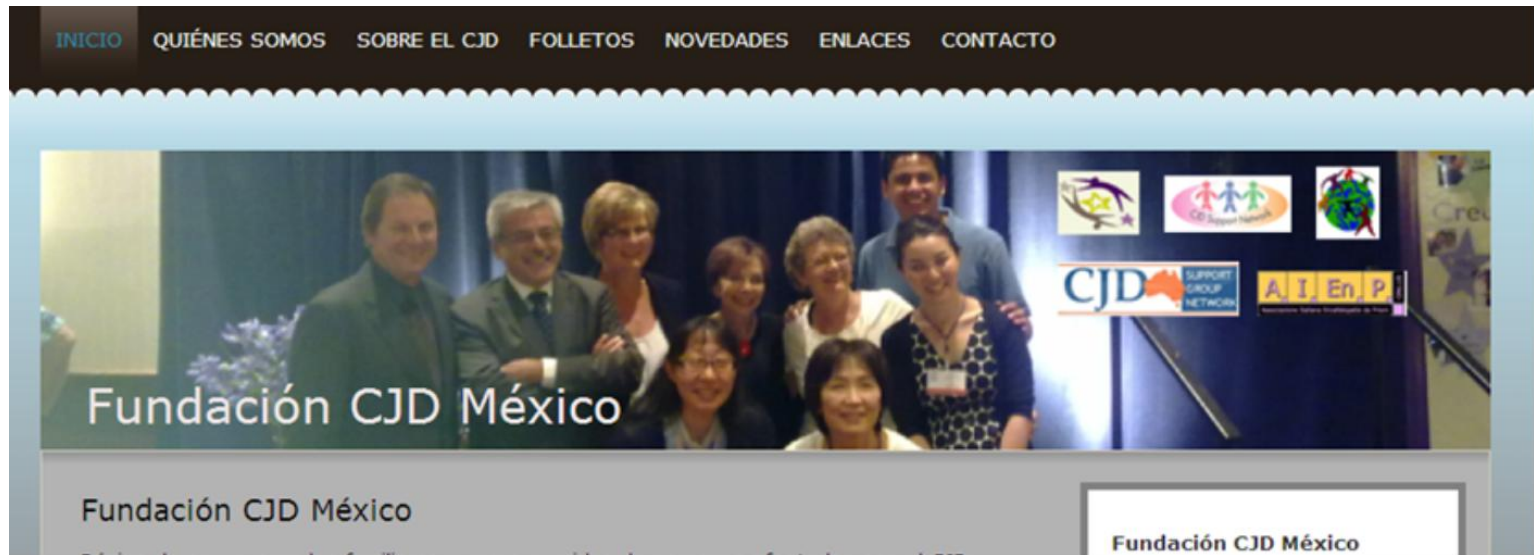 INICIO QUIÉNES SOMOS SOBRE EL CJD FOLLETOS NOVEDADES ENLACES CONTACTO
CJD Support Network
CJD SUPPORT GROUP NETWORK
A. I. En. P.
Cre
Fundación CJD México
Fundación CJD México
Fundación CJD México